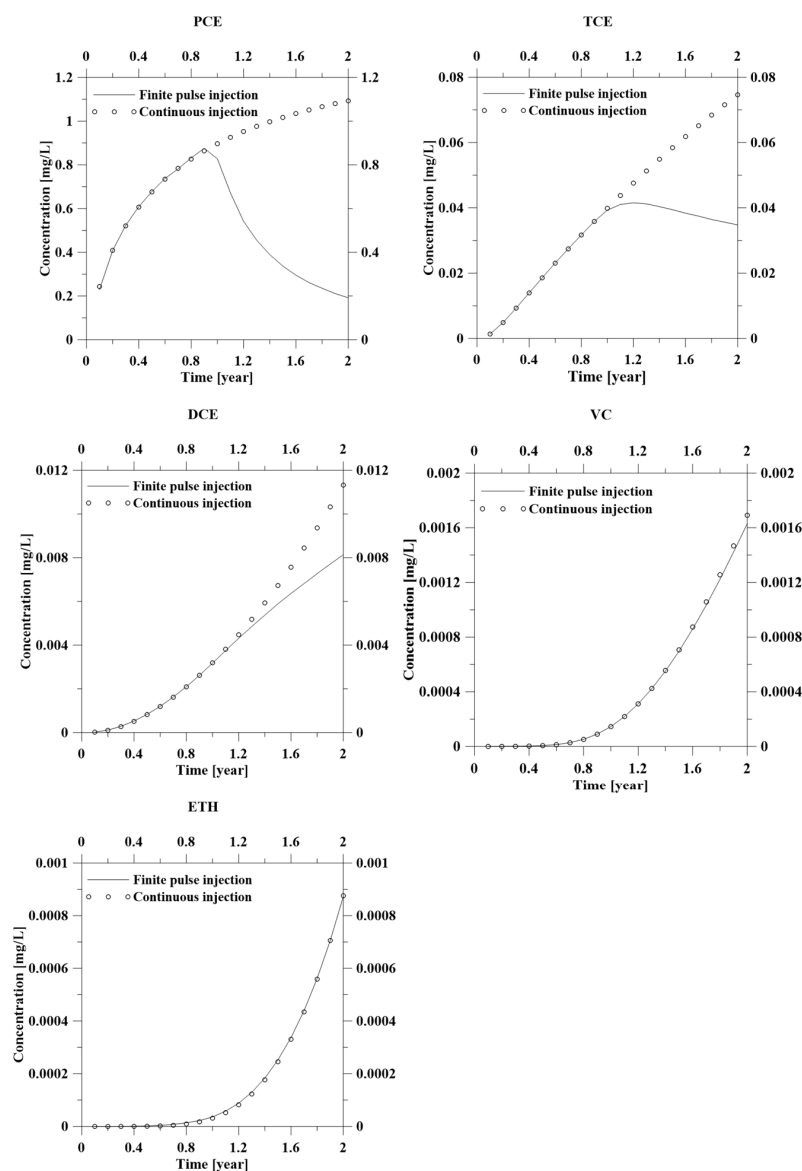 PCE
0 0.4 0.8 1.2 1.6 2
1.2 1.2
Finite pulse injection
Continuous injection
1
0.8 0.8
0.6
0.4 0.4
0.2
0 0
Concentration [mg/L]
0 0.4 0.8 1.2 1.6 2
Time [year]
TCE
0 0.4 0.8 1.2 1.6 2
0.08 0.08
Finite pulse injection
Continuous injection
0.06 0.06
0.04 0.04
0.02 0.02
0 0
Concentration [mg/L]
0 0.4 0.8 1.2 1.6 2
Time [year]
DCE
0 0.4 0.8 1.2 1.6 2
0.012 0.012
Finite pulse injection
Continuous injection
0.008 0.008
0.004 0.004
0 0
Concentration [mg/L]
0 0.4 0.8 1.2 1.6 2
Time [year]
VC
0 0.4 0.8 1.2 1.6 2
0.002 0.002
Finite pulse injection
Continuous injection
0.0016 0.0016
0.0012 0.0012
0.0008 0.0008
0.0004 0.0004
0 0
Concentration [mg/L]
0 0.4 0.8 1.2 1.6 2
Time [year]
ETH
0 0.4 0.8 1.2 1.6 2
0.001 0.001
Finite pulse injection
Continuous injection
0.0008 0.0008
0.0006 0.0006
0.0004 0.0004
0.0002 0.0002
0 0
Concentration [mg/L]
0 0.4 0.8 1.2 1.6 2
Time [year]